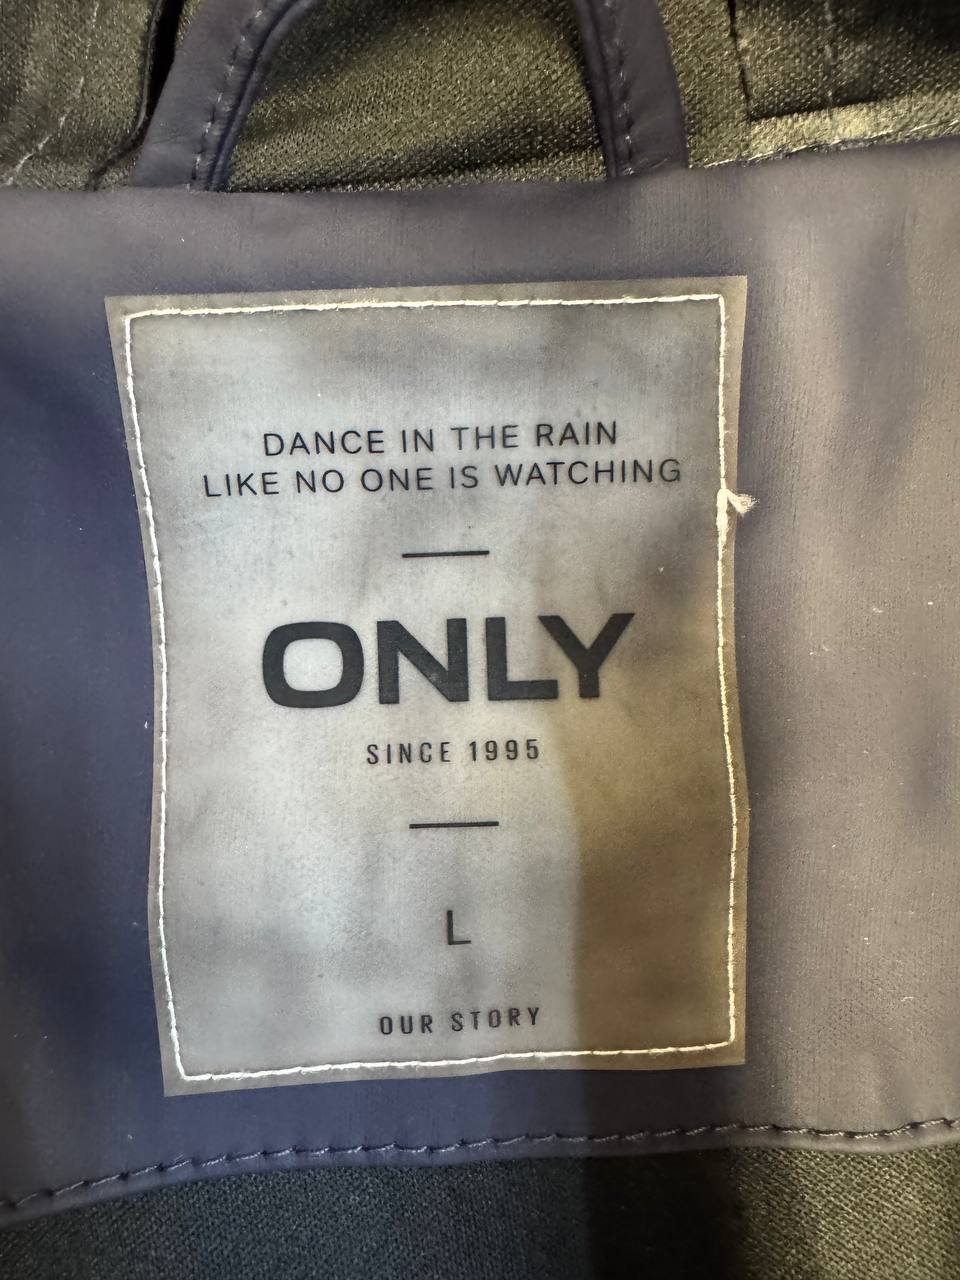 DANCE IN THE RAIN
LIKE NO ONE IS WATCHING
ONLY
SINCE 1995
L
OUR STORY